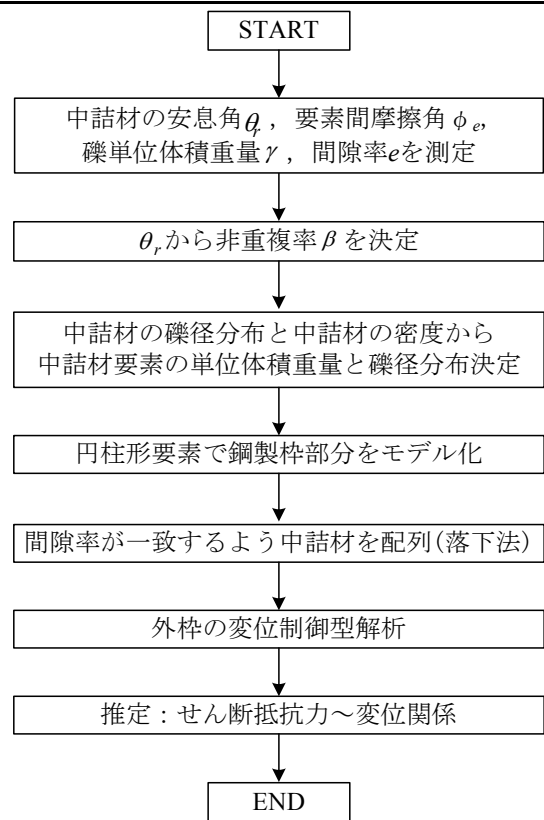 START
中詰材の安息角θr，要素間摩擦角φe,
礫単位体積重量γ，間隙率eを測定
θrから非重複率βを決定
中詰材の礫径分布と中詰材の密度から
中詰材要素の単位体積重量と礫径分布決定
円柱形要素で鋼製枠部分をモデル化
間隙率が一致するよう中詰材を配列(落下法)
外枠の変位制御型解析
推定：せん断抵抗力～変位関係
END